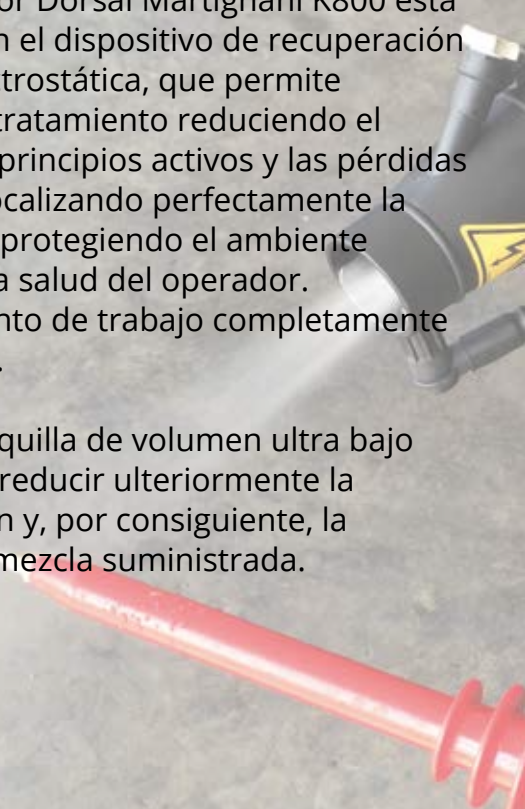 or Dorsal Martignani K800 está
n el dispositivo de recuperación
trostática, que permite
tratamiento reduciendo el
principios activos y las pérdidas
ocalizando perfectamente la
protegiendo el ambiente
a salud del operador.
nto de trabajo completamente
.
quilla de volumen ultra bajo
reducir ulteriormente la
n y, por consiguiente, la
mezcla suministrada.